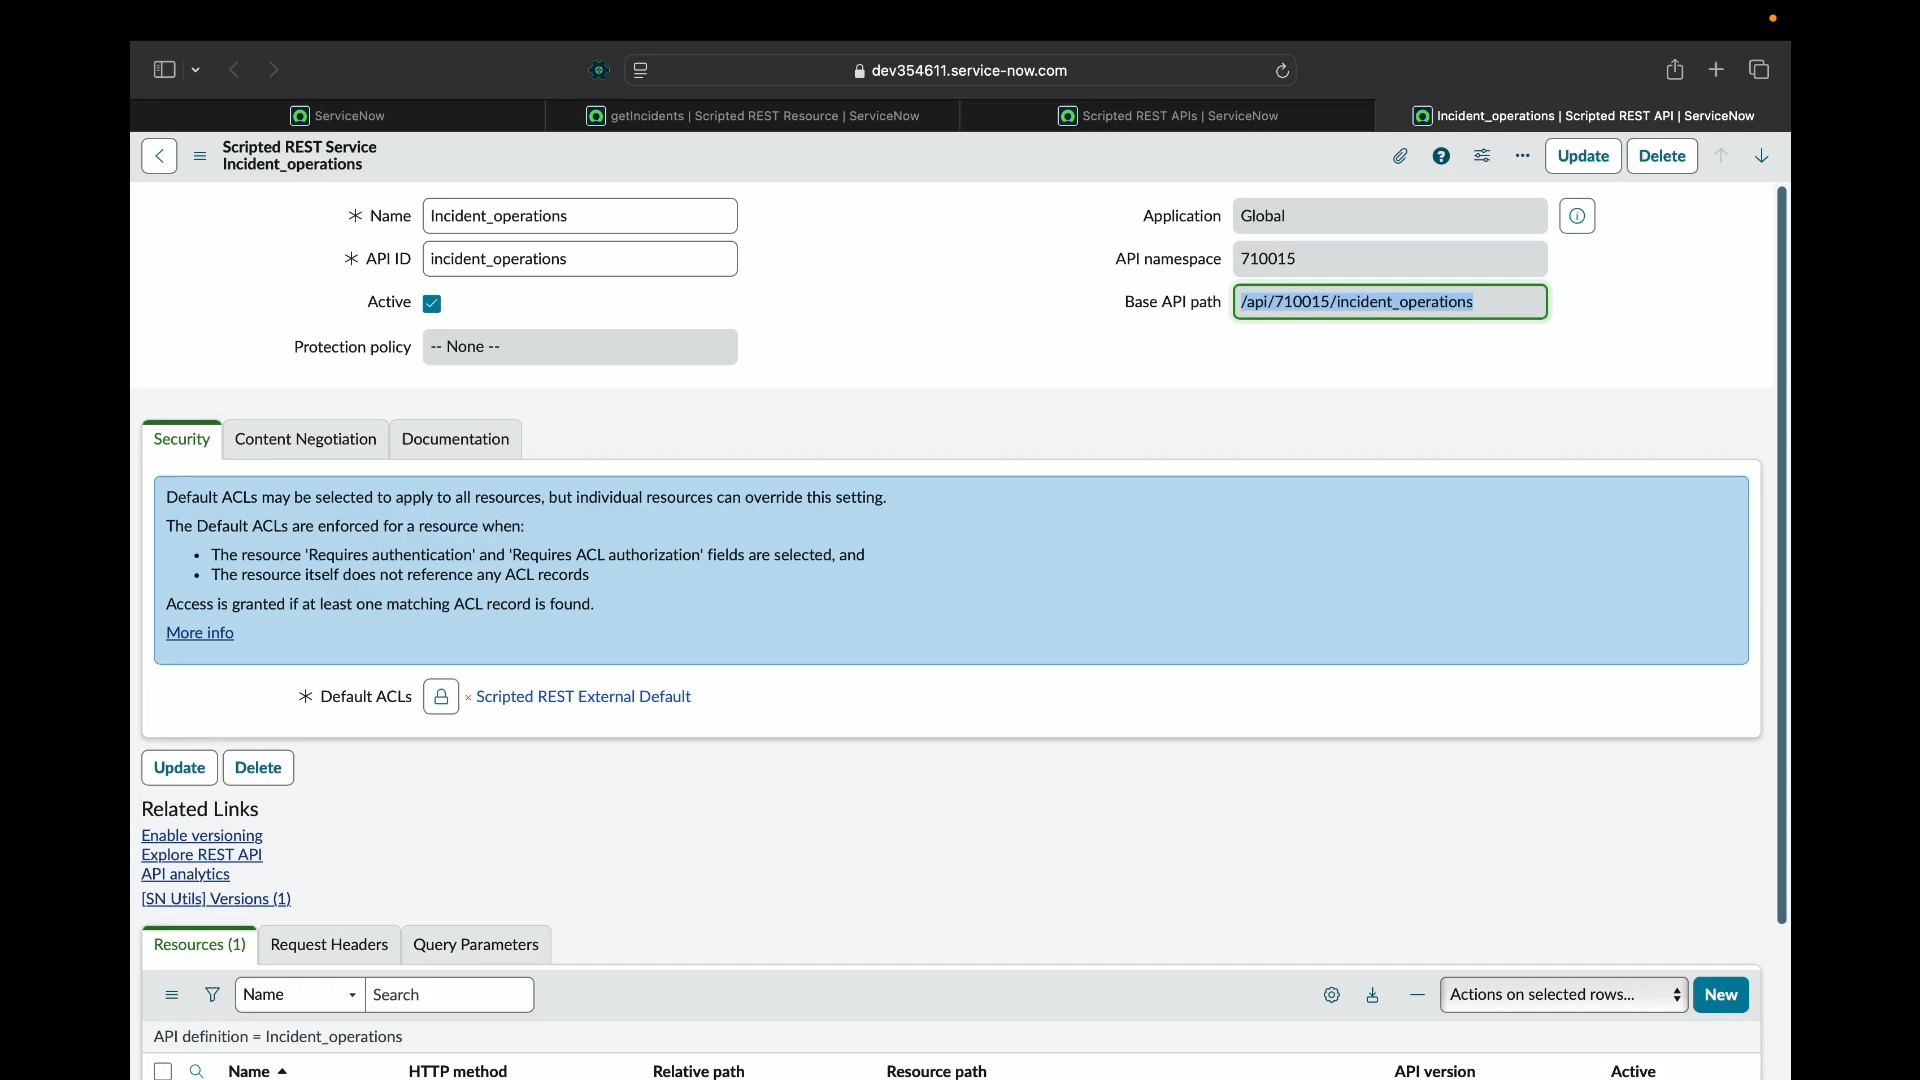 dev354611.service-now.com
ServiceNow
getIncidents | Scripted REST Resource | ServiceNow
Scripted REST APIs | ServiceNow
Incident_operations | Scripted REST API | ServiceNow
Scripted REST Service
Incident_operations
Update
Delete
Name
Incident_operations
Application
Global
API ID
incident_operations
API namespace
710015
Active
Base API path
/api/710015/incident_operations
Protection policy
-- None --
Security
Content Negotiation
Documentation
Default ACLs may be selected to apply to all resources, but individual resources can override this setting.
The Default ACLs are enforced for a resource when:
• The resource 'Requires authentication' and 'Requires ACL authorization' fields are selected, and
• The resource itself does not reference any ACL records
Access is granted if at least one matching ACL record is found.
More info
Default ACLs
× Scripted REST External Default
Update
Delete
Related Links
Enable versioning
Explore REST API
API analytics
[SN Utils] Versions (1)
Resources (1)
Request Headers
Query Parameters
Name
Search
Actions on selected rows...
New
API definition = Incident_operations
Name
HTTP method
Relative path
Resource path
API version
Active